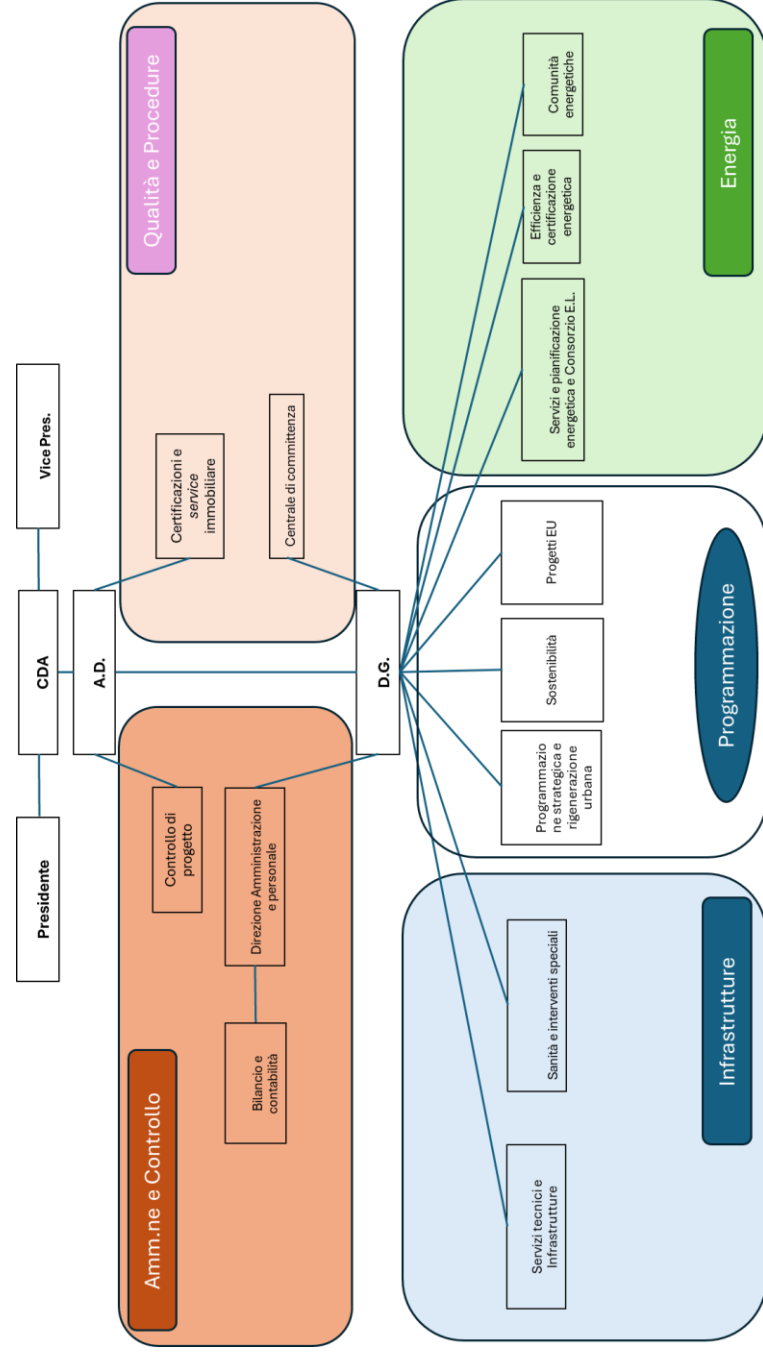 Presidente
CDA
Vice Pres.
A.D.
Amm.ne e Controllo
Controllo di
progetto
Direzione Amministrazione
e personale
Bilancio e
contabilità
Qualità e Procedure
Certificazioni e
service
immobiliare
Centrale di committenza
D.G.
Servizi tecnici e
Infrastrutture
Sanità e interventi speciali
Infrastrutture
Programmazio
ne strategica e
rigenerazione
urbana
Sostenibilità
Progetti EU
Programmazione
Servizi e pianificazione
energetica e Consorzio E.L.
Efficienza e
certificazione
energetica
Comunità
energetiche
Energia